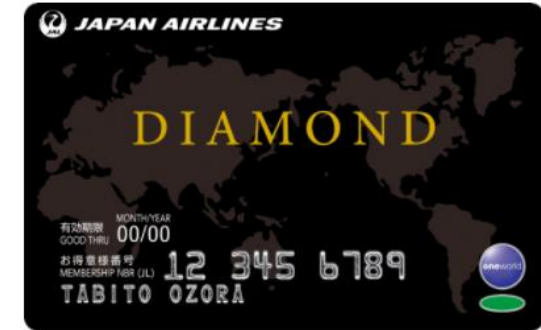 JAL JAPAN AIRLINES
DIAMOND
MONTH/YEAR
有効期限
GOOD THRU 00/00
お得意様番号
MEMBERSHIP NBR (JL) 12 345 6789
TABITO OZORA
oneworld